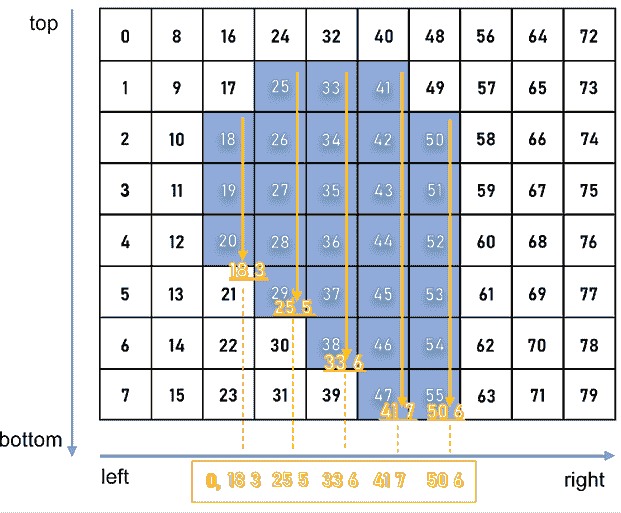 top
0 8 16 24 32 40 48 56 64 72
1 9 17 25 33 41 49 57 65 73
2 10 18 26 34 42 50 58 66 74
3 11 19 27 35 43 51 59 67 75
4 12 20 28 36 44 52 60 68 76
18 3
5 13 21 29 37 45 53 61 69 77
25 5
6 14 22 30 38 46 54 62 70 78
33 6
7 15 23 31 39 47 55 63 71 79
41 7 50 6
bottom
left right
0, 18 3 25 5 33 6 41 7 50 6